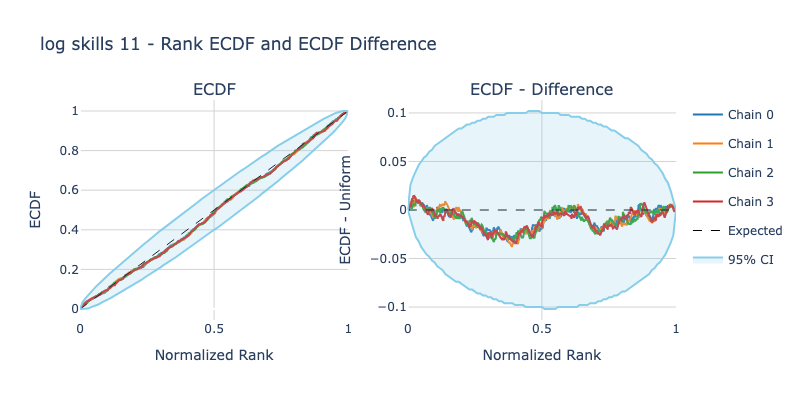 log skills 11 - Rank ECDF and ECDF Difference
ECDF
ECDF - Difference
ECDF
1
0.8
0.6
0.4
0.2
0
0
0.5
1
Normalized Rank
ECDF - Uniform
0.1
0.05
0
−0.05
−0.1
0
0.5
1
Normalized Rank
Chain 0
Chain 1
Chain 2
Chain 3
Expected
95% CI